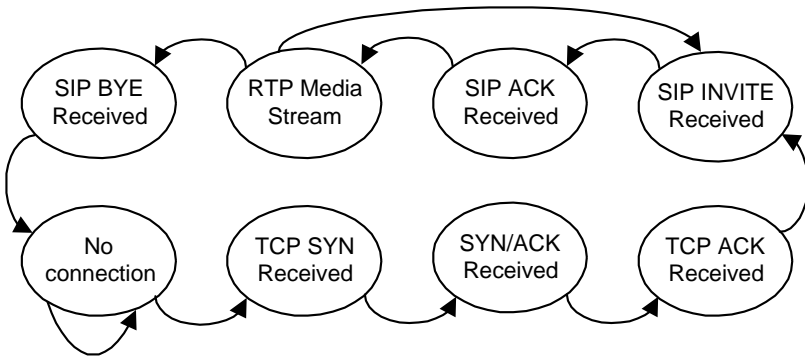 SIP BYE
Received
RTP Media
Stream
SIP ACK
Received
SIP INVITE
Received
No
connection
TCP SYN
Received
SYN/ACK
Received
TCP ACK
Received